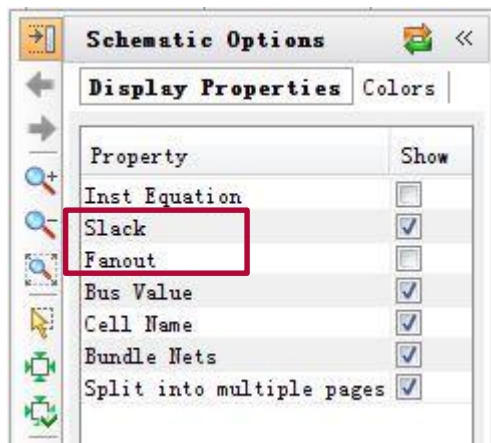 Schematic Options «
Display Properties Colors
Property Show
Inst Equation
Slack
Fanout
Bus Value
Cell Name
Bundle Nets
Split into multiple pages